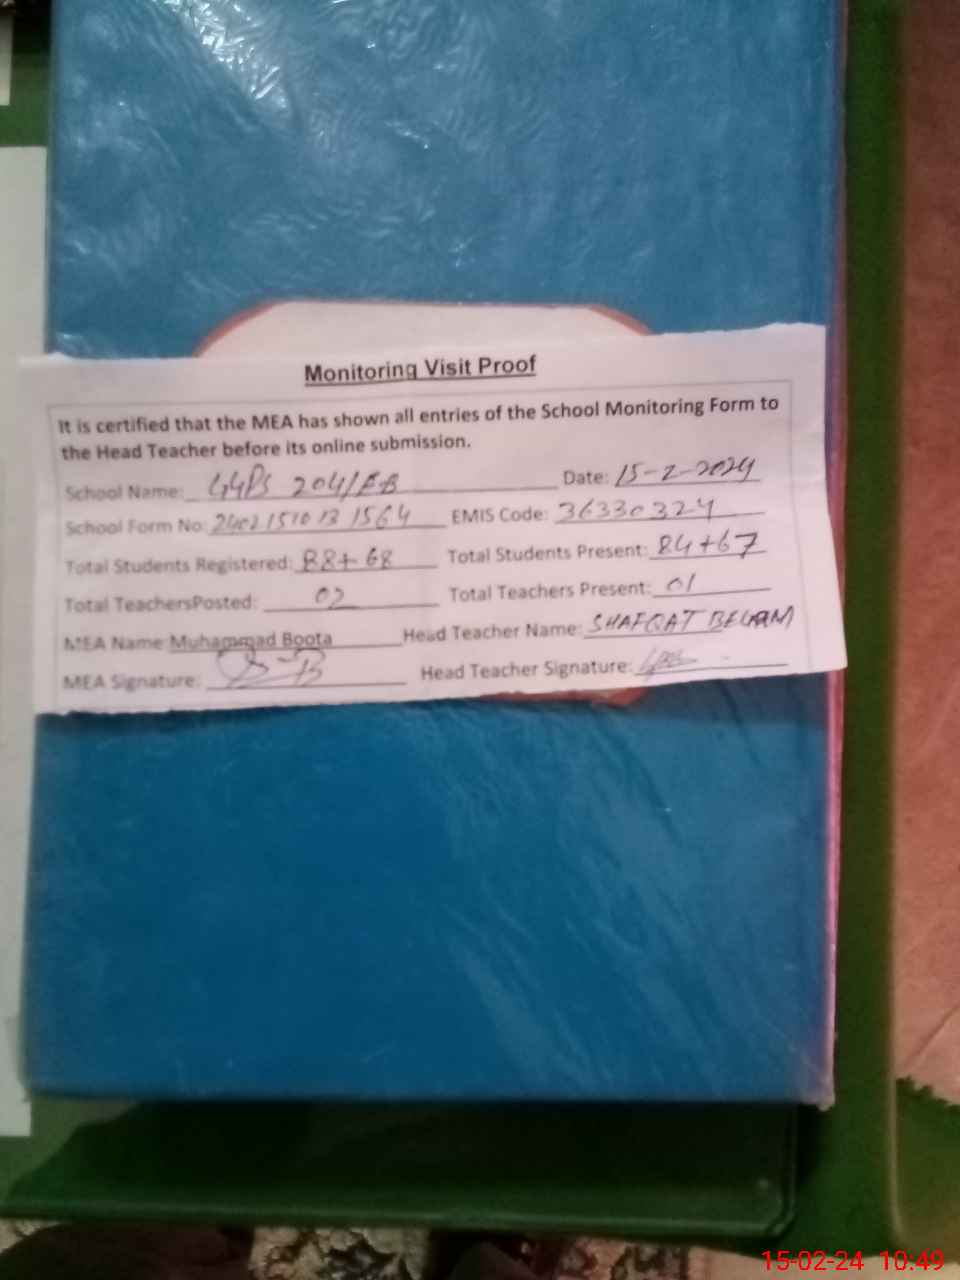 Monitoring Visit Proof
It is certified that the MEA has shown all entries of the School Monitoring Form to
the Head Teacher before its online submission.
School Name: GGPS 204/EB Date: 15-2-2024
School Form No: 2402151013 1564 EMIS Code: 36330324
Total Students Registered: 88+68 Total Students Present: 84+67
Total TeachersPosted: 02 Total Teachers Present: 01
MEA Name: Muhammad Boota Head Teacher Name: SHAFQAT BEGUM
MEA Signature: Head Teacher Signature:
15-02-24 10:49